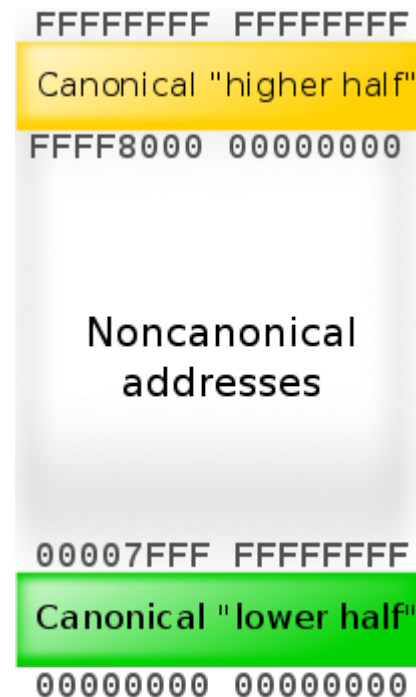 FFFFFFFF FFFFFFFF
Canonical "higher half"
FFFF8000 00000000
Noncanonical
addresses
00007FFF FFFFFFFF
Canonical "lower half"
00000000 00000000